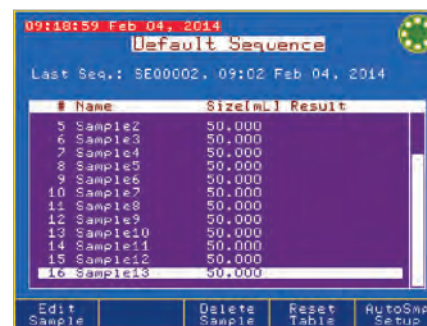 09:18:59 Feb 04, 2014
Default Sequence
Last Seq.: SE00002, 09:02 Feb 04, 2014
# Name Size[mL] Result
5 Sample2 50.000
6 Sample3 50.000
7 Sample4 50.000
8 Sample5 50.000
9 Sample6 50.000
10 Sample7 50.000
11 Sample8 50.000
12 Sample9 50.000
13 Sample10 50.000
14 Sample11 50.000
15 Sample12 50.000
16 Sample13 50.000
Edit Sample
Delete Sample
Reset Table
AutoSmp Setup